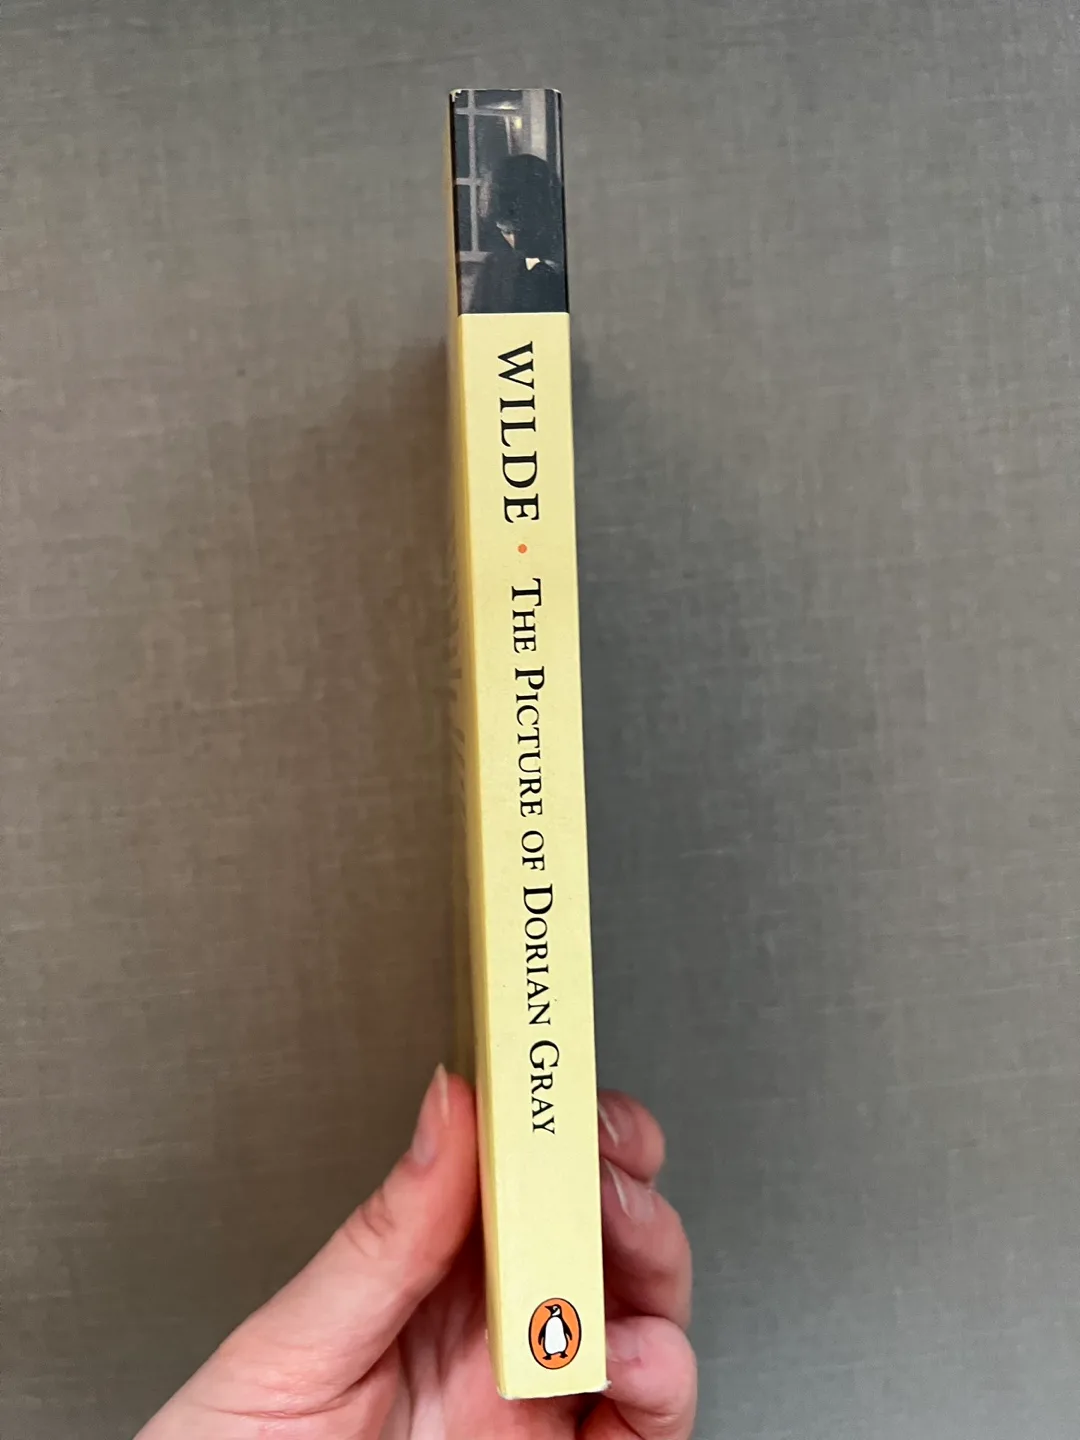 WILDE • THE PICTURE OF DORIAN GRAY